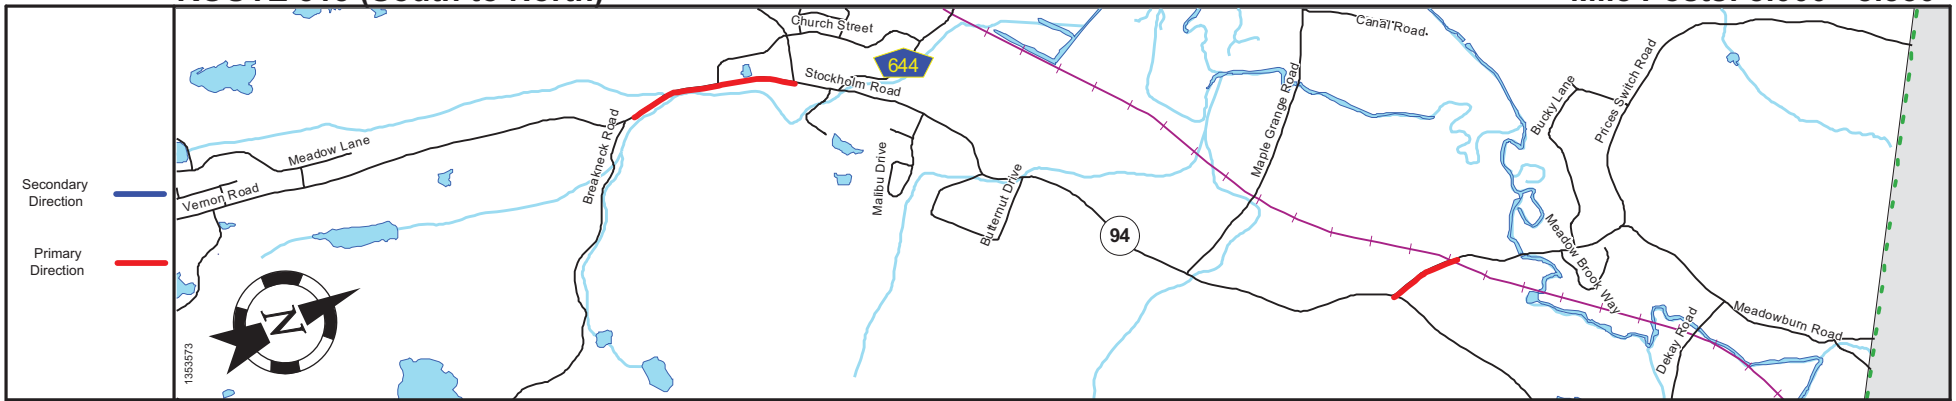 Church Street
Canal Road
644
Stockholm Road
Prices Switch Road
Bucky Lane
Maple Grange Road
Breakneck Road
Meadow Lane
Malibu Drive
Butternut Drive
Secondary
Direction
Vernon Road
94
Meadow Brook Way
Primary
Direction
N
Meadowburn Road
Dekay Road
1353573